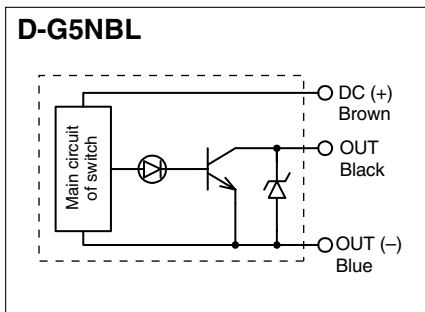 D-G5NBL
Main circuit
of switch
DC (+)
Brown
OUT
Black
OUT (–)
Blue